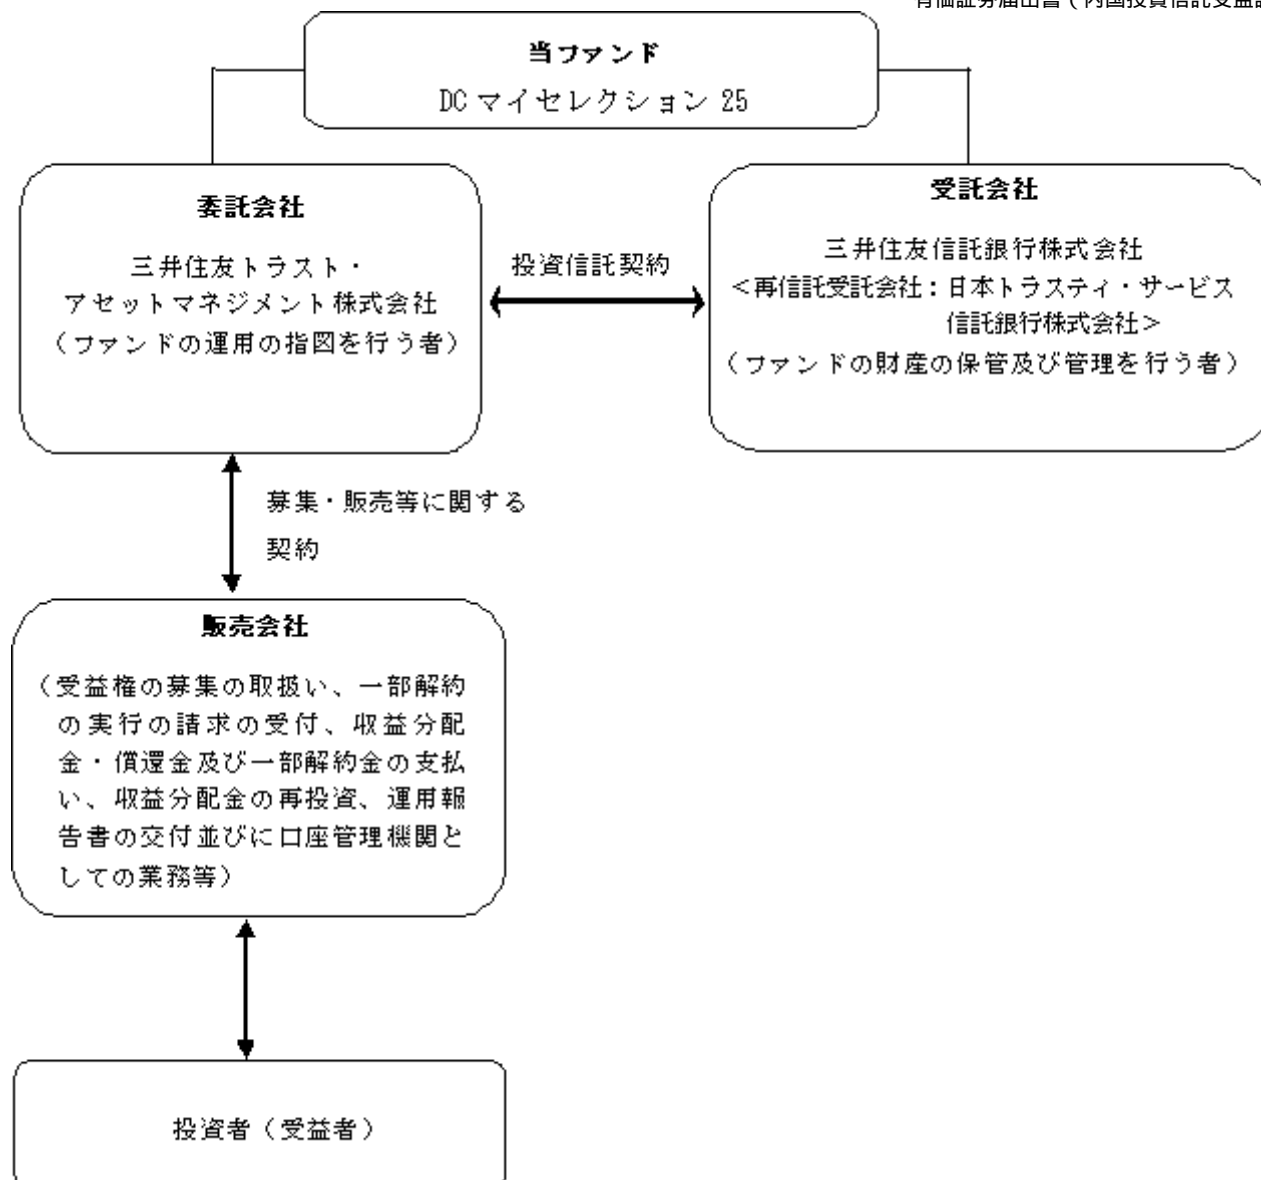 有価証券届出書（内国投資信託受益証
当ファンド
DC マイセレクション 25
委託会社
三井住友トラスト・
アセットマネジメント株式会社
（ファンドの運用の指図を行う者）
投資信託契約
受託会社
三井住友信託銀行株式会社
＜再信託受託会社：日本トラスティ・サービス
信託銀行株式会社＞
（ファンドの財産の保管及び管理を行う者）
募集・販売等に関する
契約
販売会社
（受益権の募集の取扱い、一部解約
の実行の請求の受付、収益分配
金・償還金及び一部解約金の支払
い、収益分配金の再投資、運用報
告書の交付並びに口座管理機関と
しての業務等）
投資者（受益者）